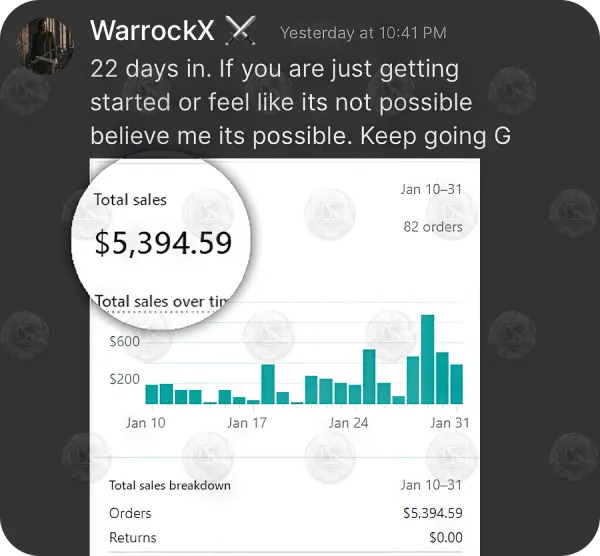 WarrockX
Yesterday at 10:41 PM
22 days in. If you are just getting
started or feel like its not possible
believe me its possible. Keep going G
Total sales
Jan 10–31
$5,394.59
82 orders
Total sales over
$600
$200
Jan 10
Jan 17
Jan 24
Jan 31
Total sales breakdown
Jan 10–31
Orders
$5,394.59
Returns
$0.00